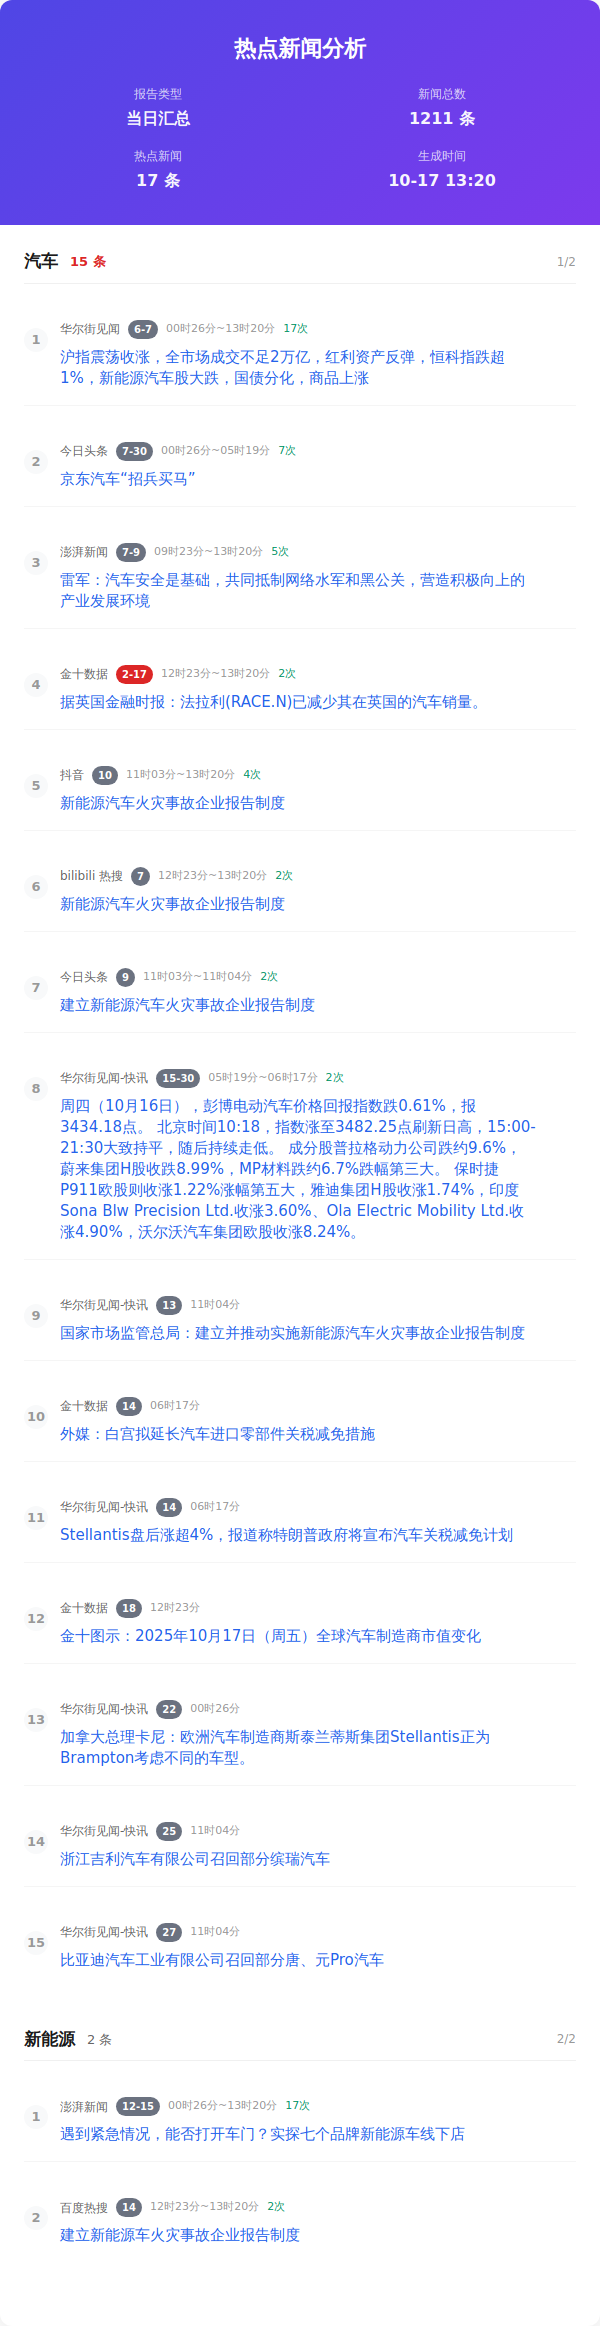 热点新闻分析
报告类型
新闻总数
当日汇总
1211 条
热点新闻
生成时间
17 条
10-17 13:20
汽车 15 条 1/2
1
华尔街见闻 6-7 00时26分~13时20分 17次
沪指震荡收涨，全市场成交不足2万亿，红利资产反弹，恒科指跌超
1%，新能源汽车股大跌，国债分化，商品上涨
2
今日头条 7-30 00时26分~05时19分 7次
京东汽车“招兵买马”
3
澎湃新闻 7-9 09时23分~13时20分 5次
雷军：汽车安全是基础，共同抵制网络水军和黑公关，营造积极向上的
产业发展环境
4
金十数据 2-17 12时23分~13时20分 2次
据英国金融时报：法拉利(RACE.N)已减少其在英国的汽车销量。
5
抖音 10 11时03分~13时20分 4次
新能源汽车火灾事故企业报告制度
6
bilibili 热搜 7 12时23分~13时20分 2次
新能源汽车火灾事故企业报告制度
7
今日头条 9 11时03分~11时04分 2次
建立新能源汽车火灾事故企业报告制度
8
华尔街见闻-快讯 15-30 05时19分~06时17分 2次
周四（10月16日），彭博电动汽车价格回报指数跌0.61%，报
3434.18点。 北京时间10:18，指数涨至3482.25点刷新日高，15:00-
21:30大致持平，随后持续走低。 成分股普拉格动力公司跌约9.6%，
蔚来集团H股收跌8.99%，MP材料跌约6.7%跌幅第三大。 保时捷
P911欧股则收涨1.22%涨幅第五大，雅迪集团H股收涨1.74%，印度
Sona Blw Precision Ltd.收涨3.60%、Ola Electric Mobility Ltd.收
涨4.90%，沃尔沃汽车集团欧股收涨8.24%。
9
华尔街见闻-快讯 13 11时04分
国家市场监管总局：建立并推动实施新能源汽车火灾事故企业报告制度
10
金十数据 14 06时17分
外媒：白宫拟延长汽车进口零部件关税减免措施
11
华尔街见闻-快讯 14 06时17分
Stellantis盘后涨超4%，报道称特朗普政府将宣布汽车关税减免计划
12
金十数据 18 12时23分
金十图示：2025年10月17日（周五）全球汽车制造商市值变化
13
华尔街见闻-快讯 22 00时26分
加拿大总理卡尼：欧洲汽车制造商斯泰兰蒂斯集团Stellantis正为
Brampton考虑不同的车型。
14
华尔街见闻-快讯 25 11时04分
浙江吉利汽车有限公司召回部分缤瑞汽车
15
华尔街见闻-快讯 27 11时04分
比亚迪汽车工业有限公司召回部分唐、元Pro汽车
新能源 2 条 2/2
1
澎湃新闻 12-15 00时26分~13时20分 17次
遇到紧急情况，能否打开车门？实探七个品牌新能源车线下店
2
百度热搜 14 12时23分~13时20分 2次
建立新能源车火灾事故企业报告制度